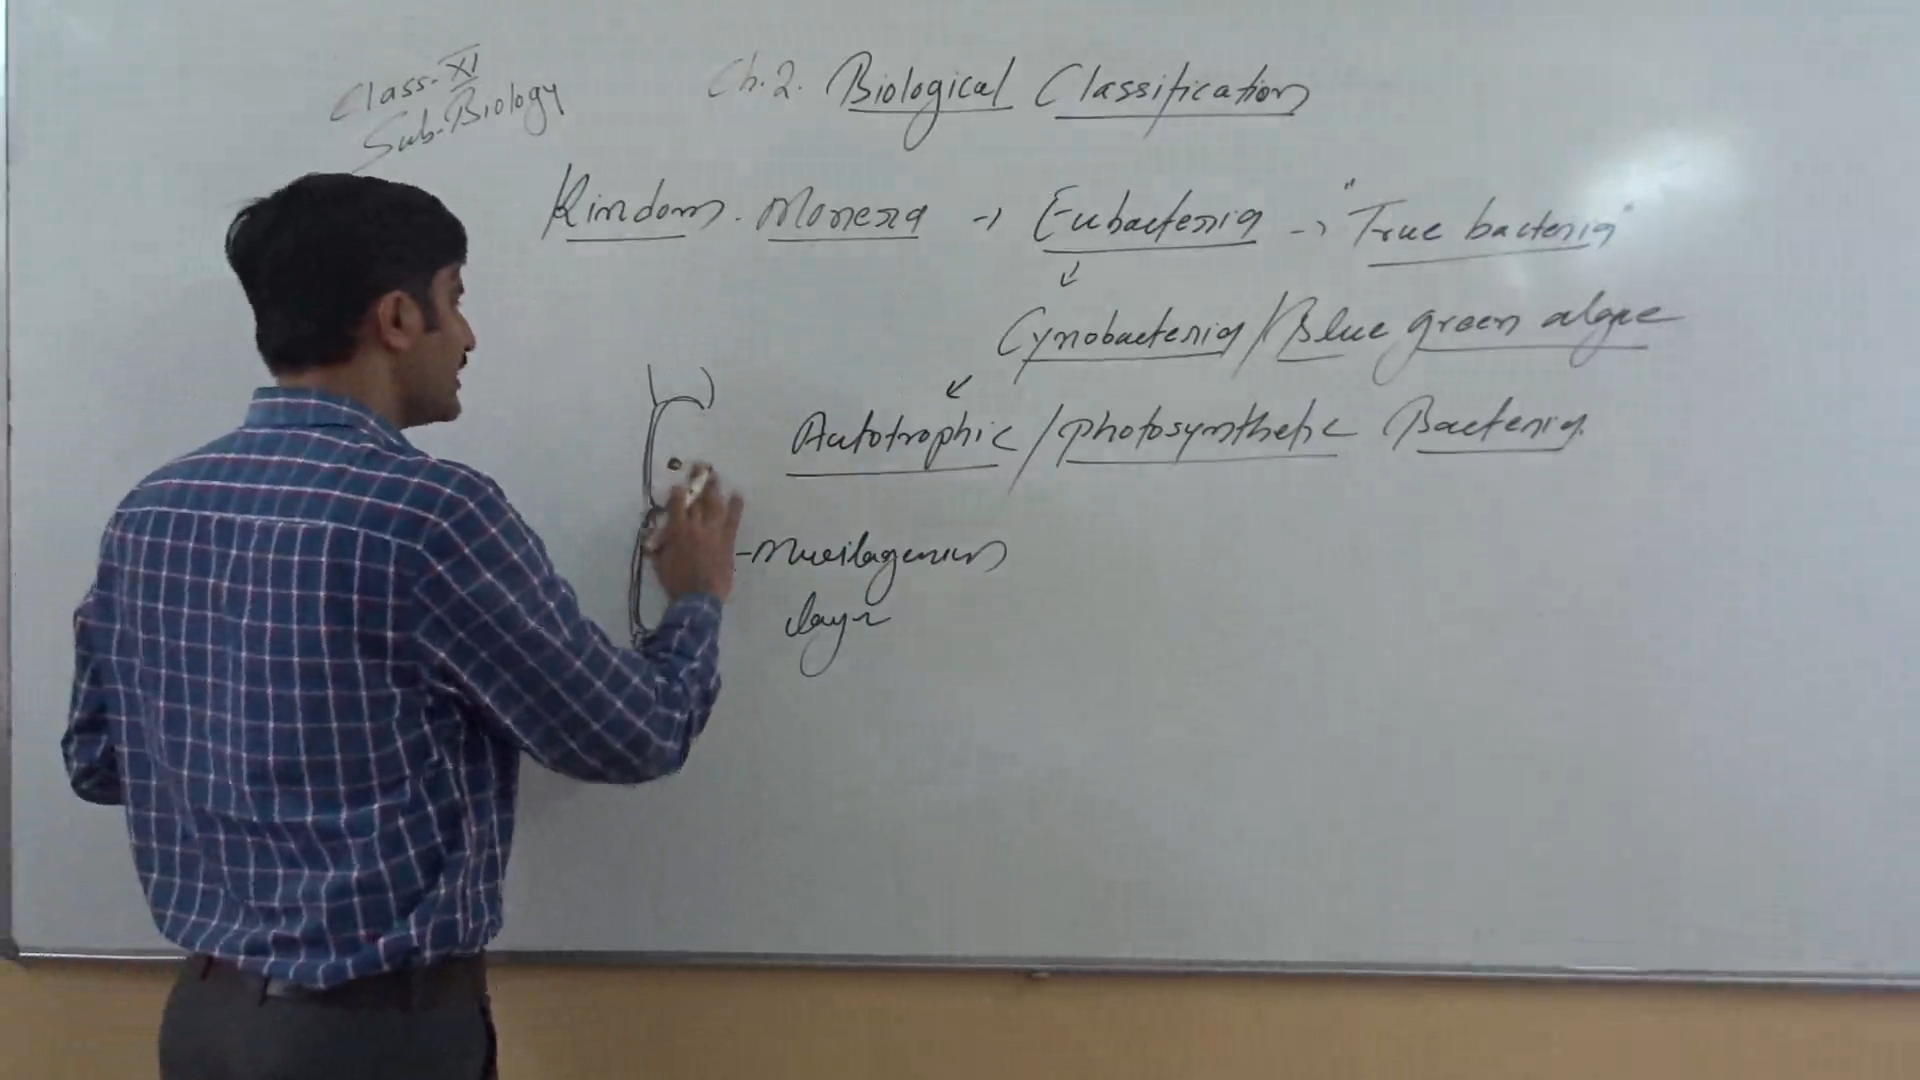 Class-XI
Sub-Biology
Ch.2. Biological Classification
Kindom. Monera → Eubacteria → "True bacteria"
Cynobacteria/Blue green algae
Autotrophic/photosynthetic Bacteria.
-Mucilagenous
layr